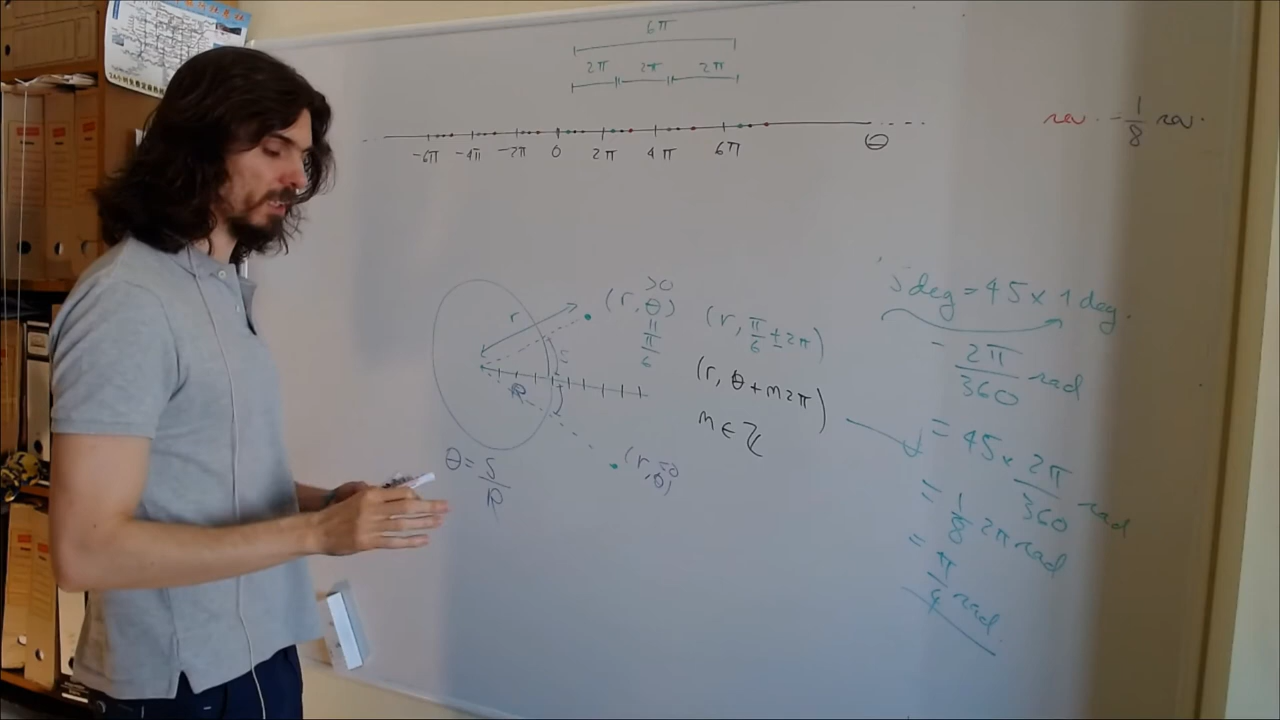 6π
2π 2π 2π
-6π -4π -2π 0 2π 4π 6π θ
rev. - 1/8 rev.
>0
(r, θ)
=
π/6
(r, π/6 ± 2π)
(r, θ + m2π)
m ∈ ℤ
r
S
R
θ = S/R
(r, θ)
5 deg = 45 × 1 deg.
2π/360 rad
= 45 × 2π/360 rad
= 1/8 2π rad
= π/4 rad